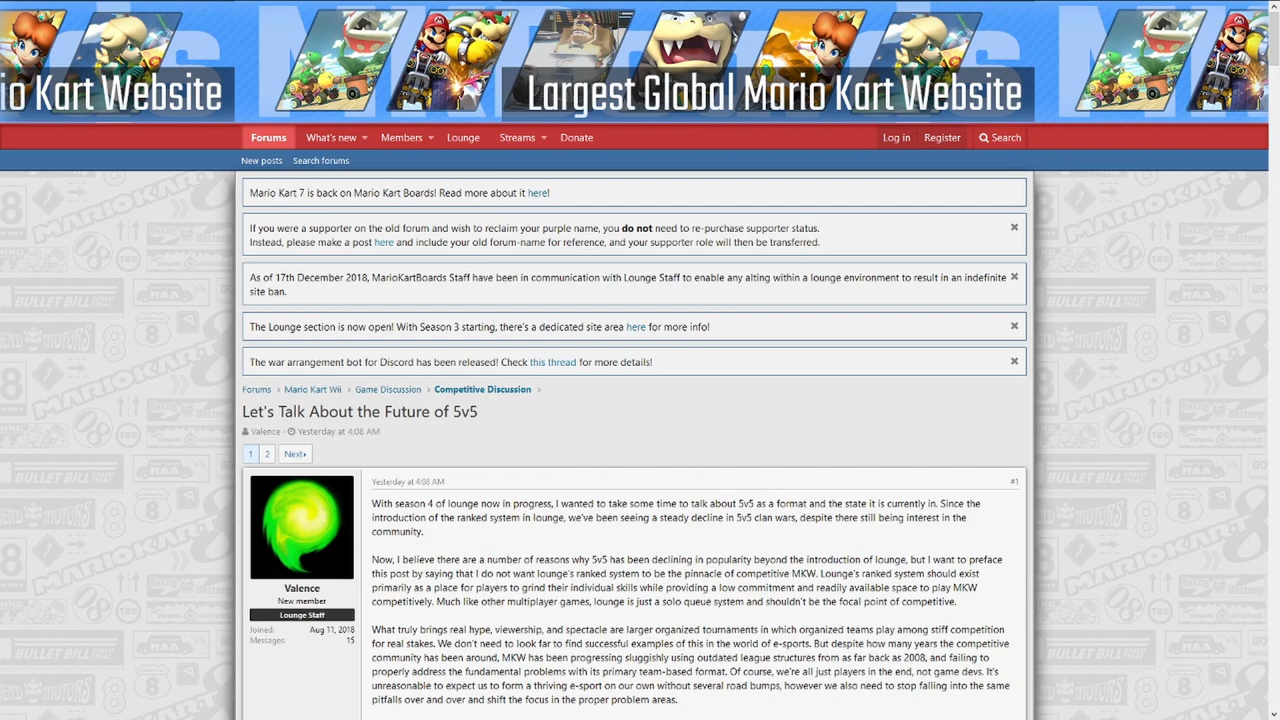 io Kart Website
Largest Global Mario Kart Website
Forums What's new Members Lounge Streams Donate Log in Register Search
New posts Search forums
Mario Kart 7 is back on Mario Kart Boards! Read more about it here!
If you were a supporter on the old forum and wish to reclaim your purple name, you do not need to re-purchase supporter status.
Instead, please make a post here and include your old forum-name for reference, and your supporter role will then be transferred.
As of 17th December 2018, MarioKartBoards Staff have been in communication with Lounge Staff to enable any alting within a lounge environment to result in an indefinite
site ban.
The Lounge section is now open! With Season 3 starting, there's a dedicated site area here for more info!
The war arrangement bot for Discord has been released! Check this thread for more details!
Forums > Mario Kart Wii > Game Discussion > Competitive Discussion >
Let's Talk About the Future of 5v5
Valence · Yesterday at 4:08 AM
1 2 Next
Yesterday at 4:08 AM #1
With season 4 of lounge now in progress, I wanted to take some time to talk about 5v5 as a format and the state it is currently in. Since the
introduction of the ranked system in lounge, we've been seeing a steady decline in 5v5 clan wars, despite there still being interest in the
community.
Now, I believe there are a number of reasons why 5v5 has been declining in popularity beyond the introduction of lounge, but I want to preface
this post by saying that I do not want lounge's ranked system to be the pinnacle of competitive MKW. Lounge's ranked system should exist
primarily as a place for players to grind their individual skills while providing a low commitment and readily available space to play MKW
competitively. Much like other multiplayer games, lounge is just a solo queue system and shouldn't be the focal point of competitive.
What truly brings real hype, viewership, and spectacle are larger organized tournaments in which organized teams play among stiff competition
for real stakes. We don't need to look far to find successful examples of this in the world of e-sports. But despite how many years the competitive
community has been around, MKW has been progressing sluggishly using outdated league structures from as far back as 2008, and failing to
properly address the fundamental problems with its primary team-based format. Of course, we're all just players in the end, not game devs. It's
unreasonable to expect us to form a thriving e-sport on our own without several road bumps, however we also need to stop falling into the same
pitfalls over and over and shift the focus in the proper problem areas.
Valence
New member
Lounge Staff
Joined: Aug 11, 2018
Messages: 15
MARIOKART
BULLET BILL